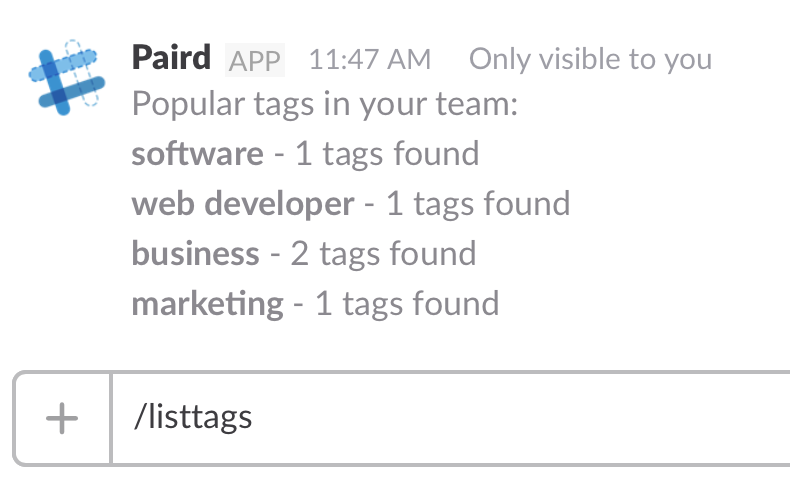 Paird APP 11:47 AM Only visible to you
Popular tags in your team:
software - 1 tags found
web developer - 1 tags found
business - 2 tags found
marketing - 1 tags found
+ /listtags